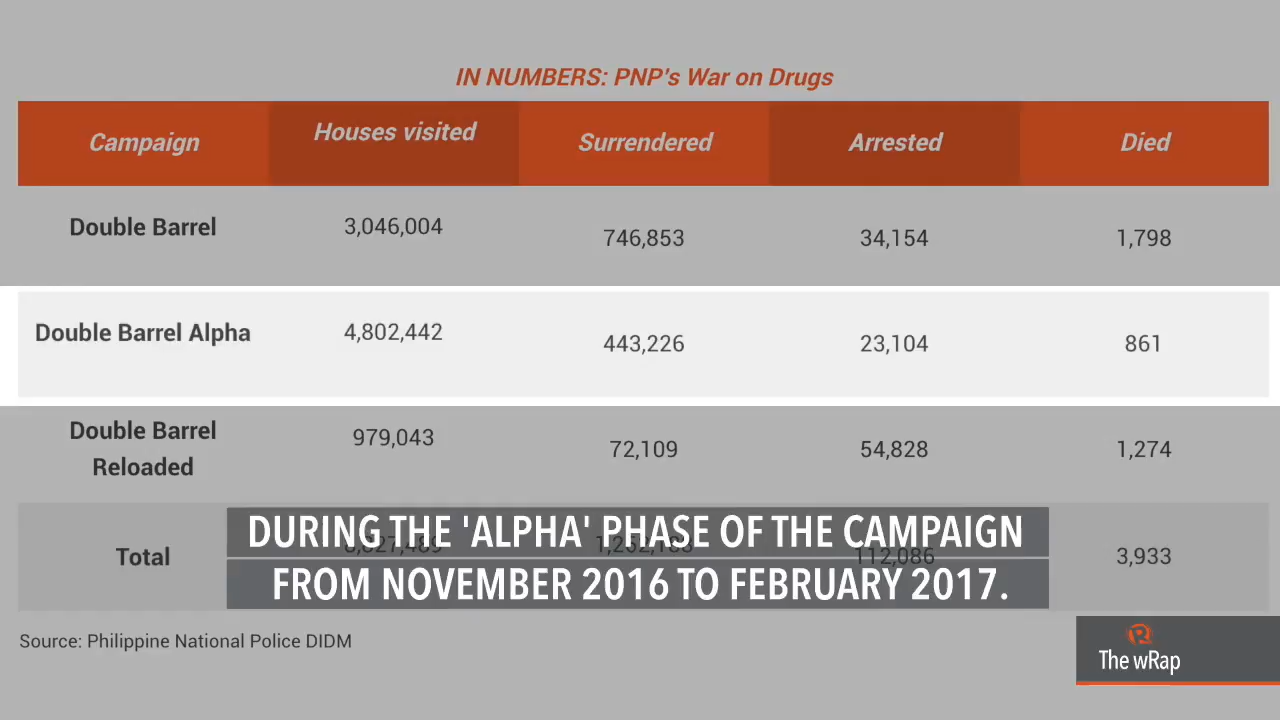 IN NUMBERS: PNP's War on Drugs
Campaign Houses visited Surrendered Arrested Died
Double Barrel 3,046,004 746,853 34,154 1,798
Double Barrel Alpha 4,802,442 443,226 23,104 861
Double Barrel
Reloaded 979,043 72,109 54,828 1,274
Total 112,086 3,933
DURING THE 'ALPHA' PHASE OF THE CAMPAIGN
FROM NOVEMBER 2016 TO FEBRUARY 2017.
Source: Philippine National Police DIDM
The wRap